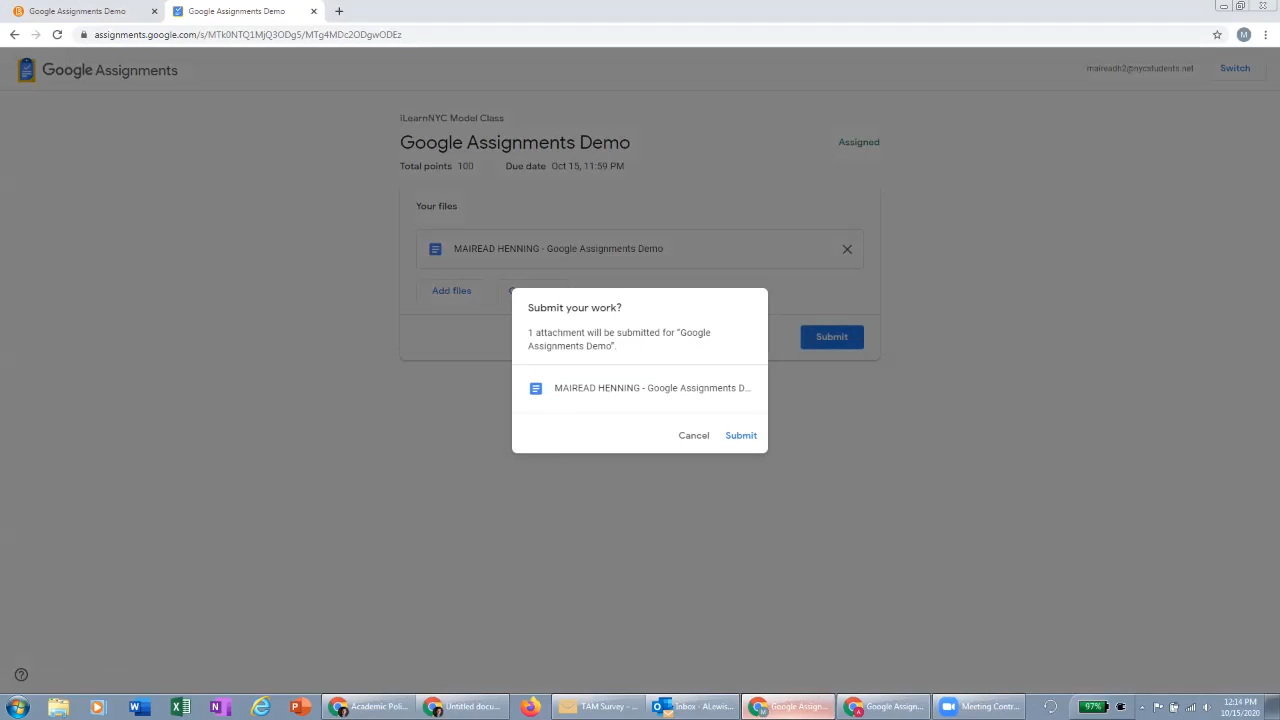 Google Assignments Demo
Google Assignments Demo
assignments.google.com/s/MTk0NTQ1MjQ3ODg5/MTg4MDc2ODgwODEz
M
Google Assignments
maireadh2@nycstudents.net
Switch
iLearnNYC Model Class
Google Assignments Demo
Assigned
Total points 100 Due date Oct 15, 11:59 PM
Your files
MAIREAD HENNING - Google Assignments Demo
Add files
Submit
Submit your work?
1 attachment will be submitted for “Google
Assignments Demo”.
MAIREAD HENNING - Google Assignments D...
Cancel Submit
Academic Poli...
Untitled docu...
TAM Survey - ...
Inbox - ALewis...
Google Assign...
Google Assign...
Meeting Contr...
97%
12:14 PM
10/15/2020